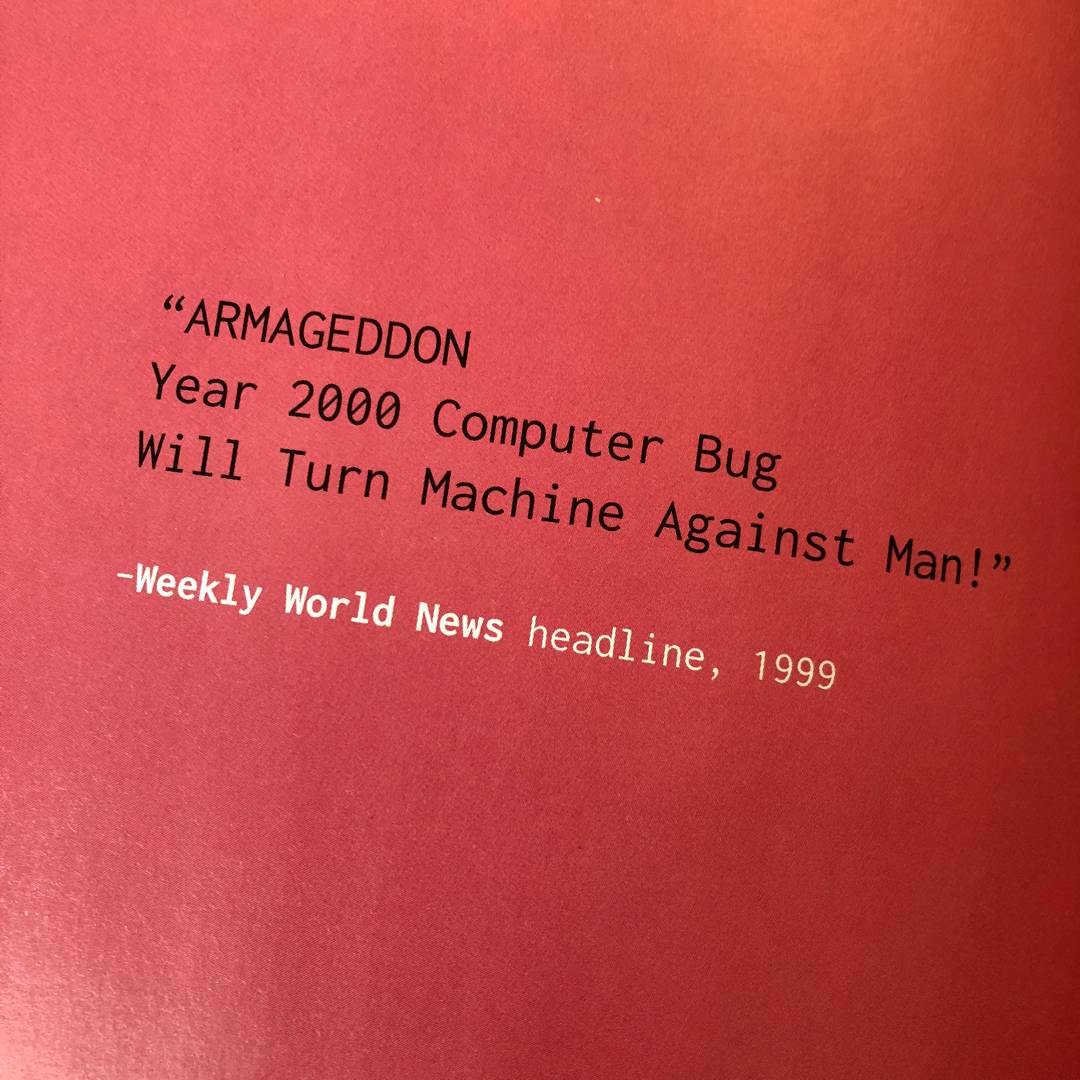 “ARMAGEDDON
Year 2000 Computer Bug
Will Turn Machine Against Man!”
–Weekly World News headline, 1999